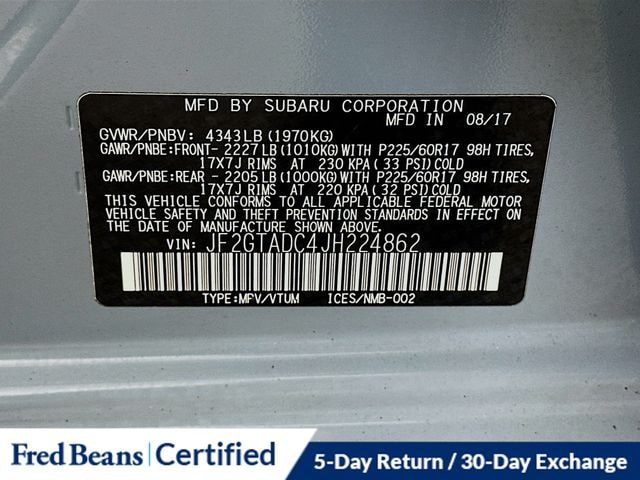 MFD BY SUBARU CORPORATION
MFD IN 08/17
GVWR/PNBV: 4343LB(1970KG)
GAWR/PNBE:FRONT- 2227 LB (1010KG) WITH P225/60R17 98H TIRES,
17X7J RIMS AT 230 KPA ( 33 PSI) COLD
GAWR/PNBE:REAR - 2205 LB (1000KG) WITH P225/60R17 98H TIRES,
17X7J RIMS AT 220 KPA ( 32 PSI) COLD
THIS VEHICLE CONFORMS TO ALL APPLICABLE FEDERAL MOTOR
VEHICLE SAFETY AND THEFT PREVENTION STANDARDS IN EFFECT ON
THE DATE OF MANUFACTURE SHOWN ABOVE.
VIN: JF2GTADC4JH224862
TYPE:MPV/VTUM ICES/NMB-002
Fred Beans Certified
5-Day Return / 30-Day Exchange